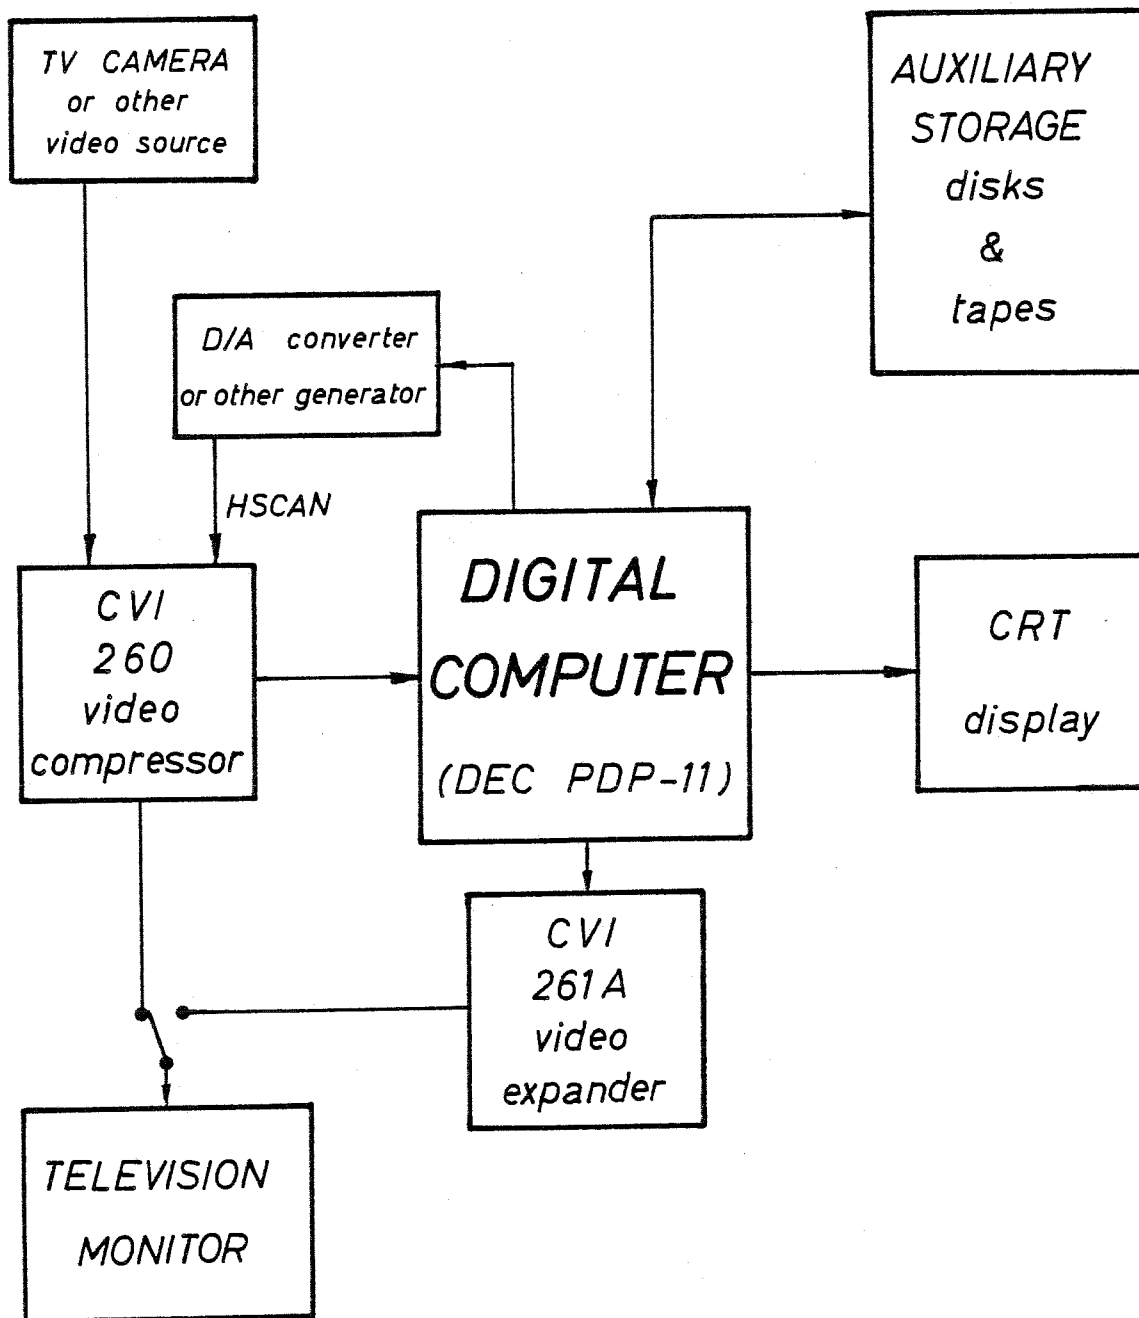 TV CAMERA
or other
video source
AUXILIARY
STORAGE
disks
&
tapes
D/A converter
or other generator
HSCAN
CVI
260
video
compressor
DIGITAL
COMPUTER
(DEC PDP-11)
CRT
display
CVI
261A
video
expander
TELEVISION
MONITOR